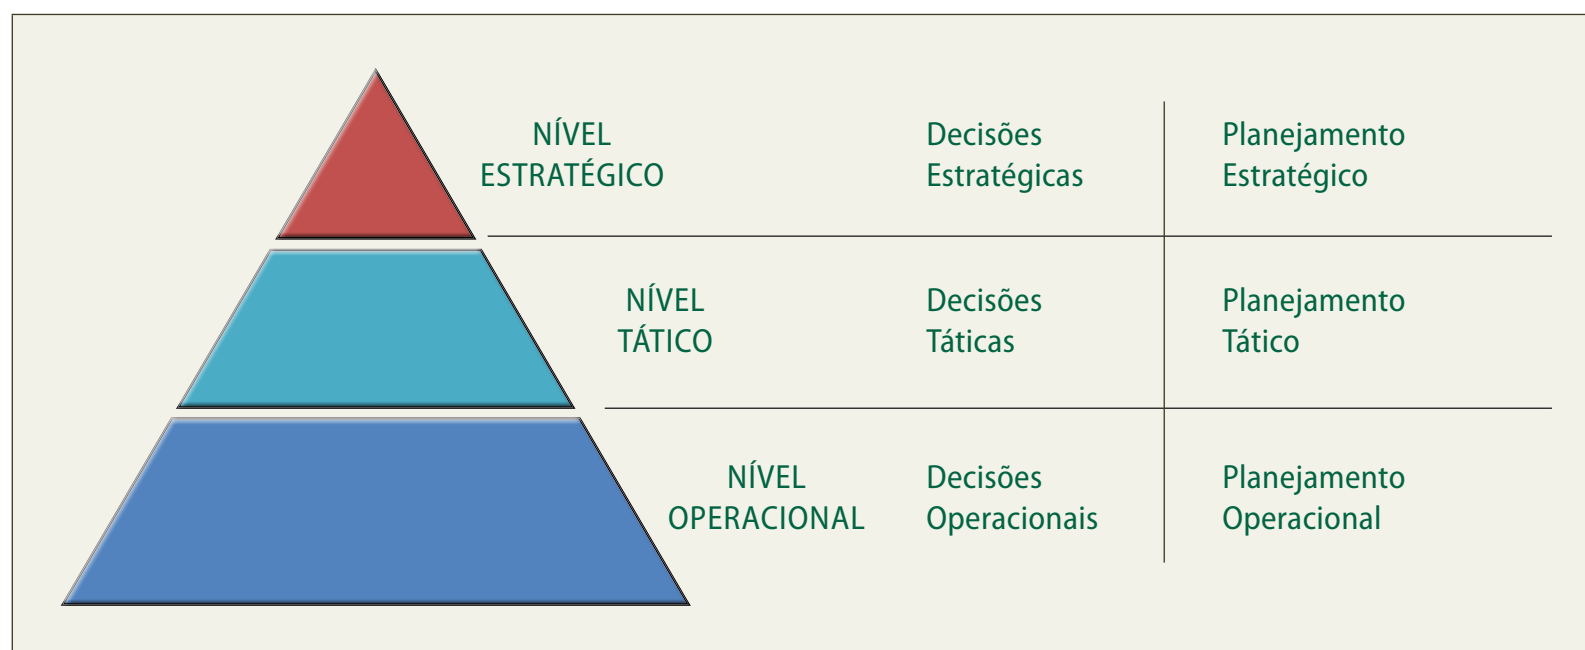 NÍVEL
ESTRATÉGICO
Decisões
Estratégicas
Planejamento
Estratégico
NÍVEL
TÁTICO
Decisões
Táticas
Planejamento
Tático
NÍVEL
OPERACIONAL
Decisões
Operacionais
Planejamento
Operacional